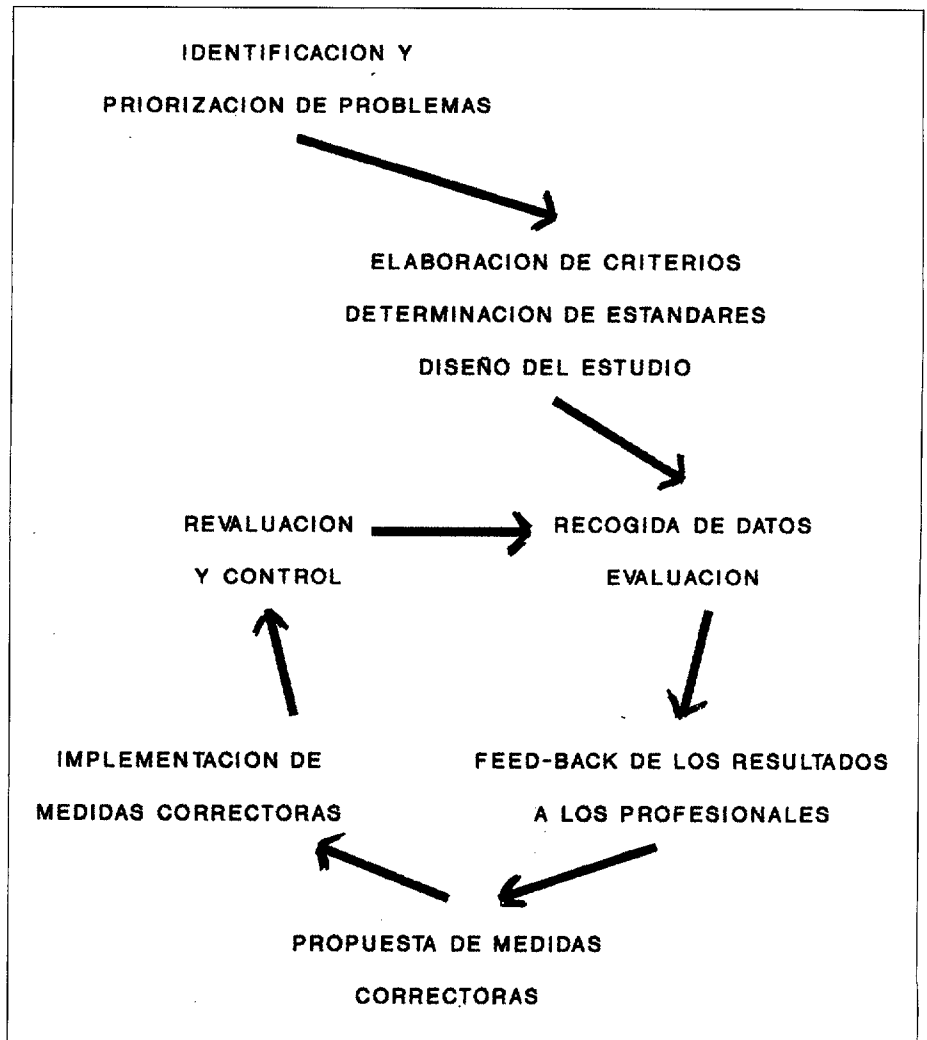 IDENTIFICACION Y
PRIORIZACION DE PROBLEMAS
ELABORACION DE CRITERIOS
DETERMINACION DE ESTANDARES
DISEÑO DEL ESTUDIO
REVALUACION
Y CONTROL
RECOGIDA DE DATOS
EVALUACION
IMPLEMENTACION DE
MEDIDAS CORRECTORAS
FEED-BACK DE LOS RESULTADOS
A LOS PROFESIONALES
PROPUESTA DE MEDIDAS
CORRECTORAS